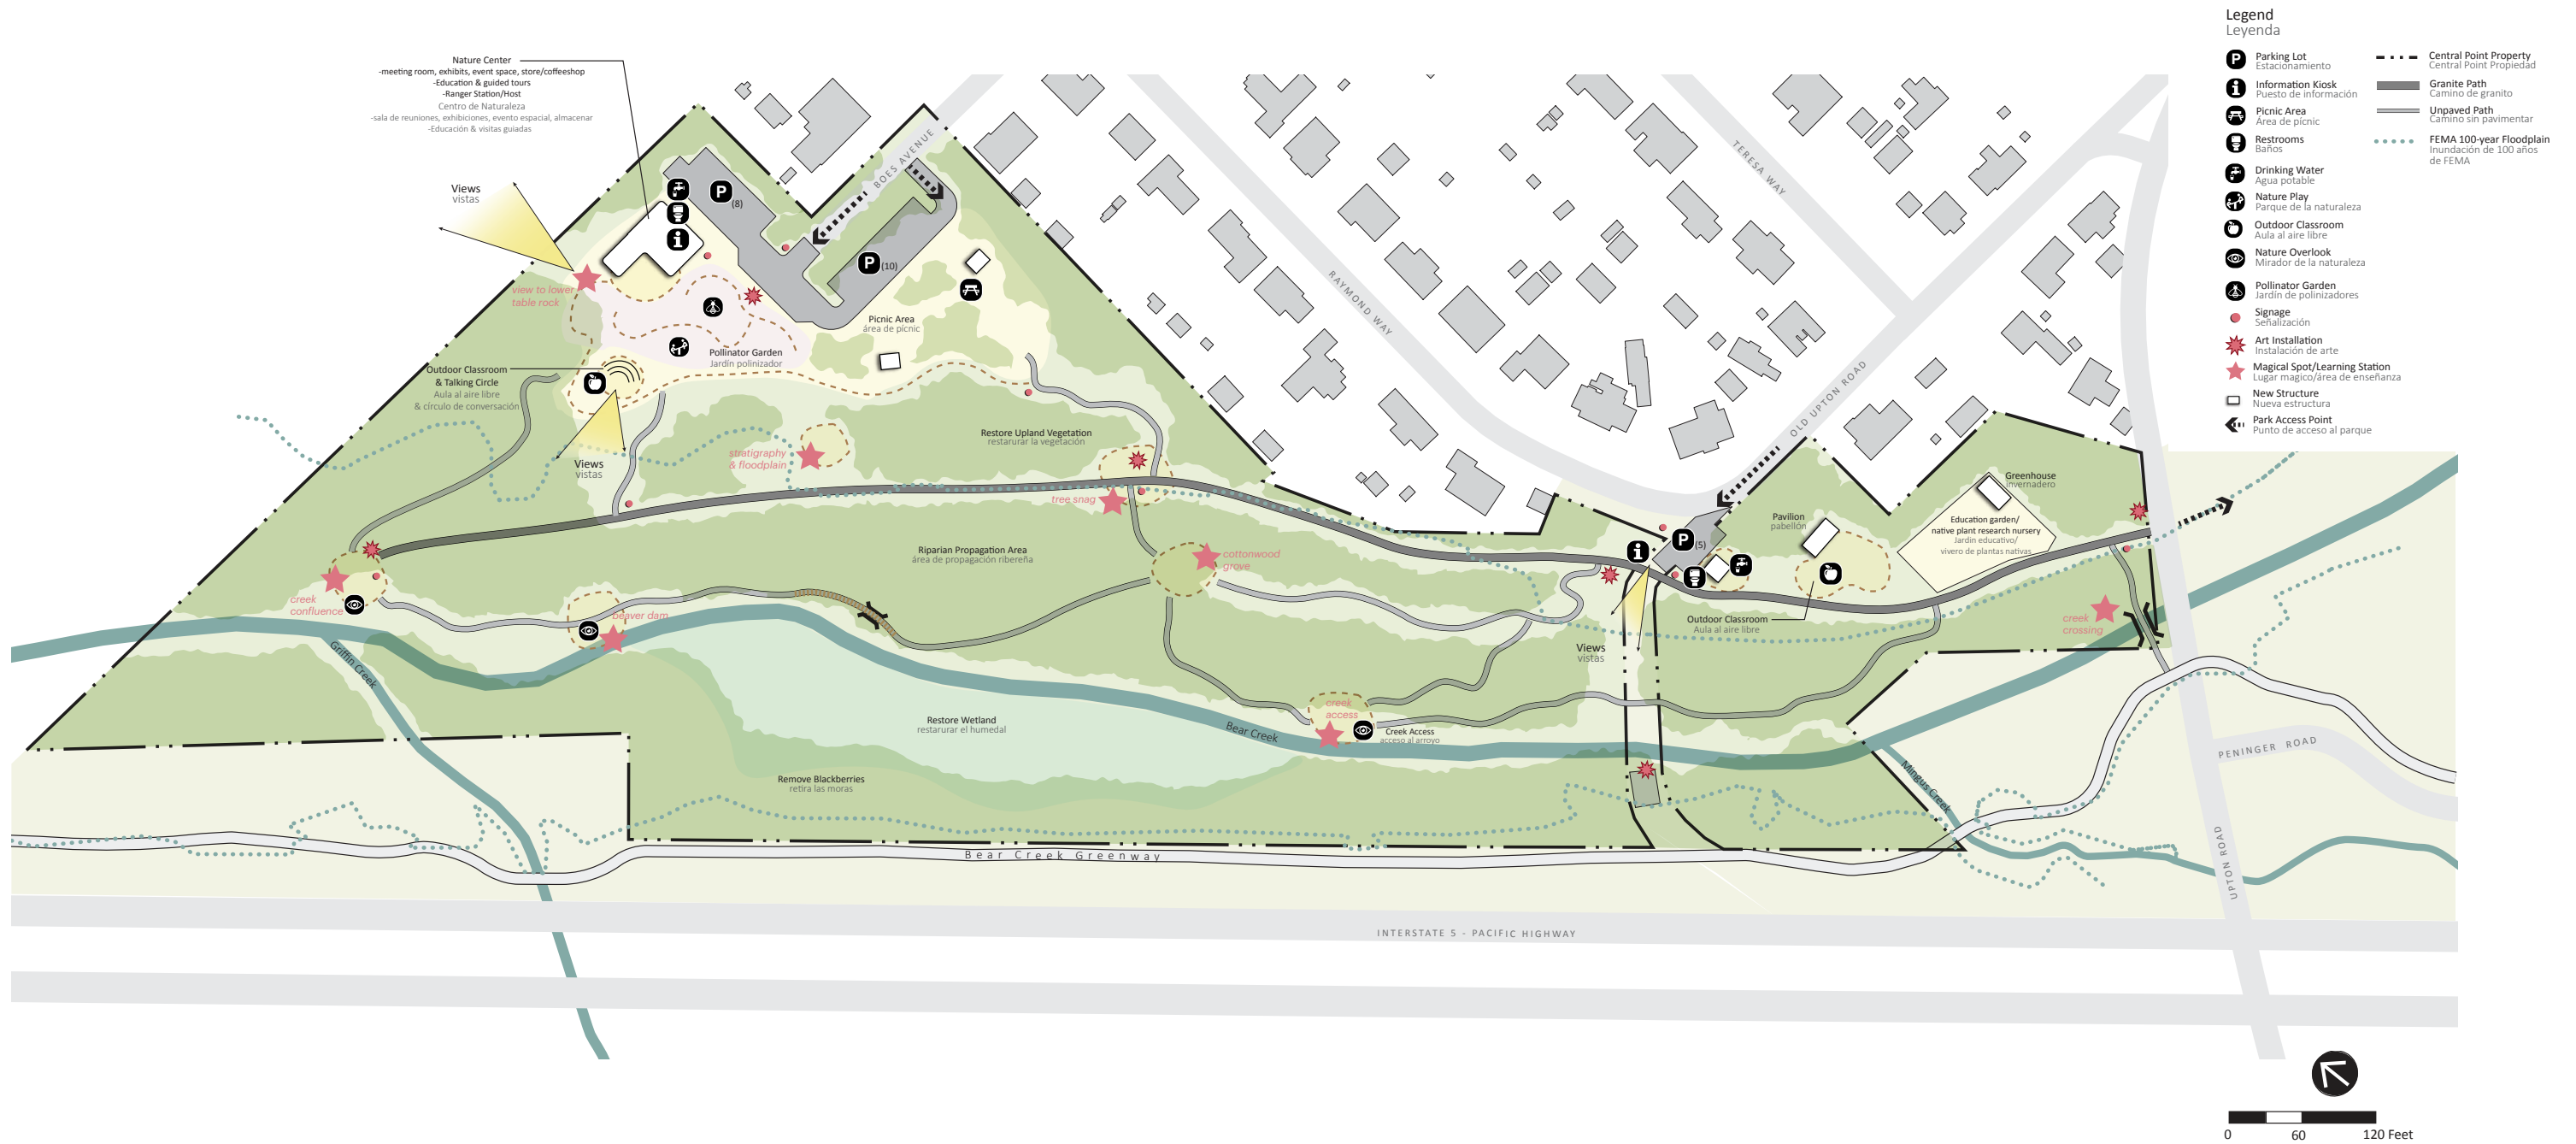 Legend
Leyenda
P
Parking Lot
Estacionamiento
i
Information Kiosk
Puesto de información
Picnic Area
Área de pícnic
Restrooms
Baños
Drinking Water
Agua potable
Nature Play
Parque de la naturaleza
Outdoor Classroom
Aula al aire libre
Nature Overlook
Mirador de la naturaleza
Pollinator Garden
Jardín de polinizadores
Signage
Señalización
Art Installation
Instalación de arte
Magical Spot/Learning Station
Lugar magico/área de enseñanza
New Structure
Nueva estructura
Park Access Point
Punto de acceso al parque
Central Point Property
Central Point Propiedad
Granite Path
Camino de granito
Unpaved Path
Camino sin pavimentar
FEMA 100-year Floodplain
Inundación de 100 años
de FEMA
Nature Center
-meeting room, exhibits, event space, store/coffeeshop
-Education & guided tours
-Ranger Station/Host
Centro de Naturaleza
-sala de reuniones, exhibiciones, evento espacial, almacenar
-Educación & visitas guiadas
Views
vistas
view to lower
table rock
P
(8)
i
BOES AVENUE
P
(10)
Picnic Area
área de pícnic
Pollinator Garden
Jardín polinizador
Outdoor Classroom
& Talking Circle
Aula al aire libre
& círculo de conversación
Views
vistas
stratigraphy
& floodplain
Restore Upland Vegetation
restaurar la vegetación
tree snag
RAYMOND WAY
TERESA WAY
OLD UPTON ROAD
Riparian Propagation Area
área de propagación ribereña
cottonwood
grove
creek
confluence
beaver dam
Griffin Creek
i
P
(5)
Pavilion
pabellón
Greenhouse
invernadero
Education garden/
native plant research nursery
Jardin educativo/
vivero de plantas nativas
Outdoor Classroom
Aula al aire libre
Views
vistas
creek
crossing
Restore Wetland
restaurar el humedal
Bear Creek
creek
access
Creek Access
acceso al arroyo
Remove Blackberries
retira las moras
Mingus Creek
PENINGER ROAD
UPTON ROAD
Bear Creek Greenway
INTERSTATE 5 - PACIFIC HIGHWAY
0
60
120 Feet